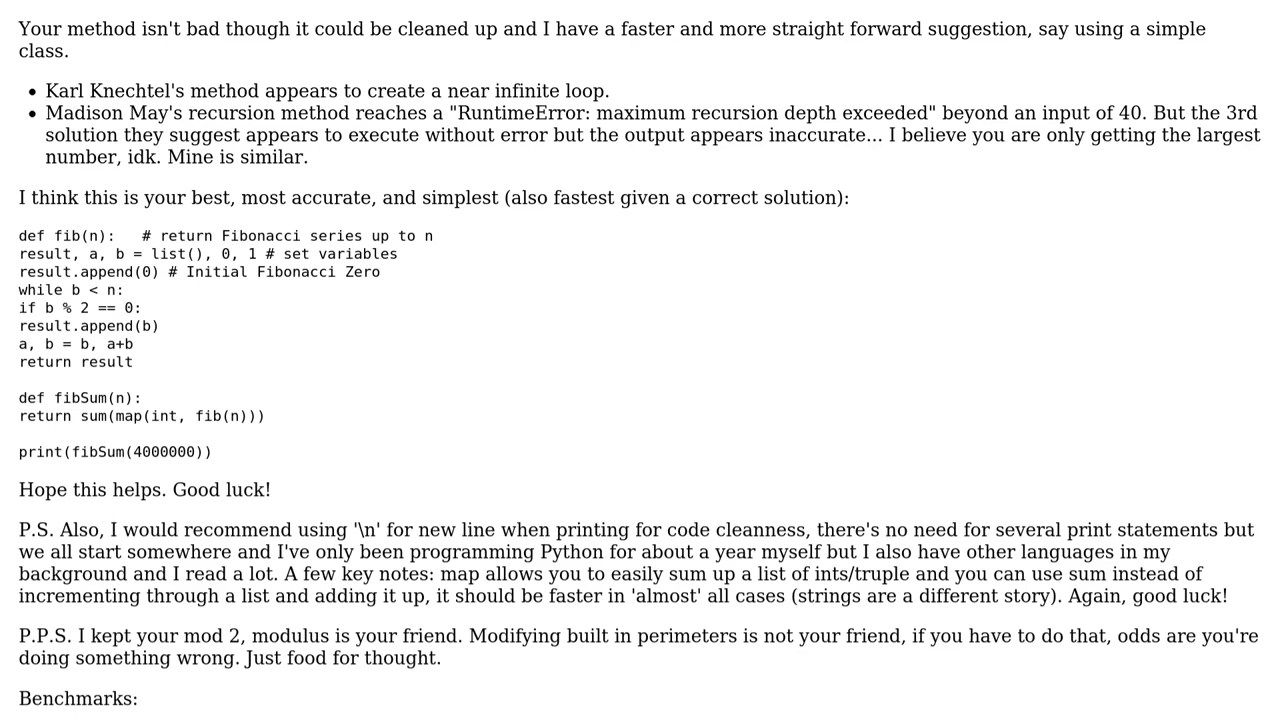 Your method isn't bad though it could be cleaned up and I have a faster and more straight forward suggestion, say using a simple
class.
• Karl Knechtel's method appears to create a near infinite loop.
• Madison May's recursion method reaches a "RuntimeError: maximum recursion depth exceeded" beyond an input of 40. But the 3rd
solution they suggest appears to execute without error but the output appears inaccurate... I believe you are only getting the largest
number, idk. Mine is similar.
I think this is your best, most accurate, and simplest (also fastest given a correct solution):
def fib(n):   # return Fibonacci series up to n
result, a, b = list(), 0, 1 # set variables
result.append(0) # Initial Fibonacci Zero
while b < n:
if b % 2 == 0:
result.append(b)
a, b = b, a+b
return result
def fibSum(n):
return sum(map(int, fib(n)))
print(fibSum(4000000))
Hope this helps. Good luck!
P.S. Also, I would recommend using '\n' for new line when printing for code cleanness, there's no need for several print statements but
we all start somewhere and I've only been programming Python for about a year myself but I also have other languages in my
background and I read a lot. A few key notes: map allows you to easily sum up a list of ints/truple and you can use sum instead of
incrementing through a list and adding it up, it should be faster in 'almost' all cases (strings are a different story). Again, good luck!
P.P.S. I kept your mod 2, modulus is your friend. Modifying built in perimeters is not your friend, if you have to do that, odds are you're
doing something wrong. Just food for thought.
Benchmarks: